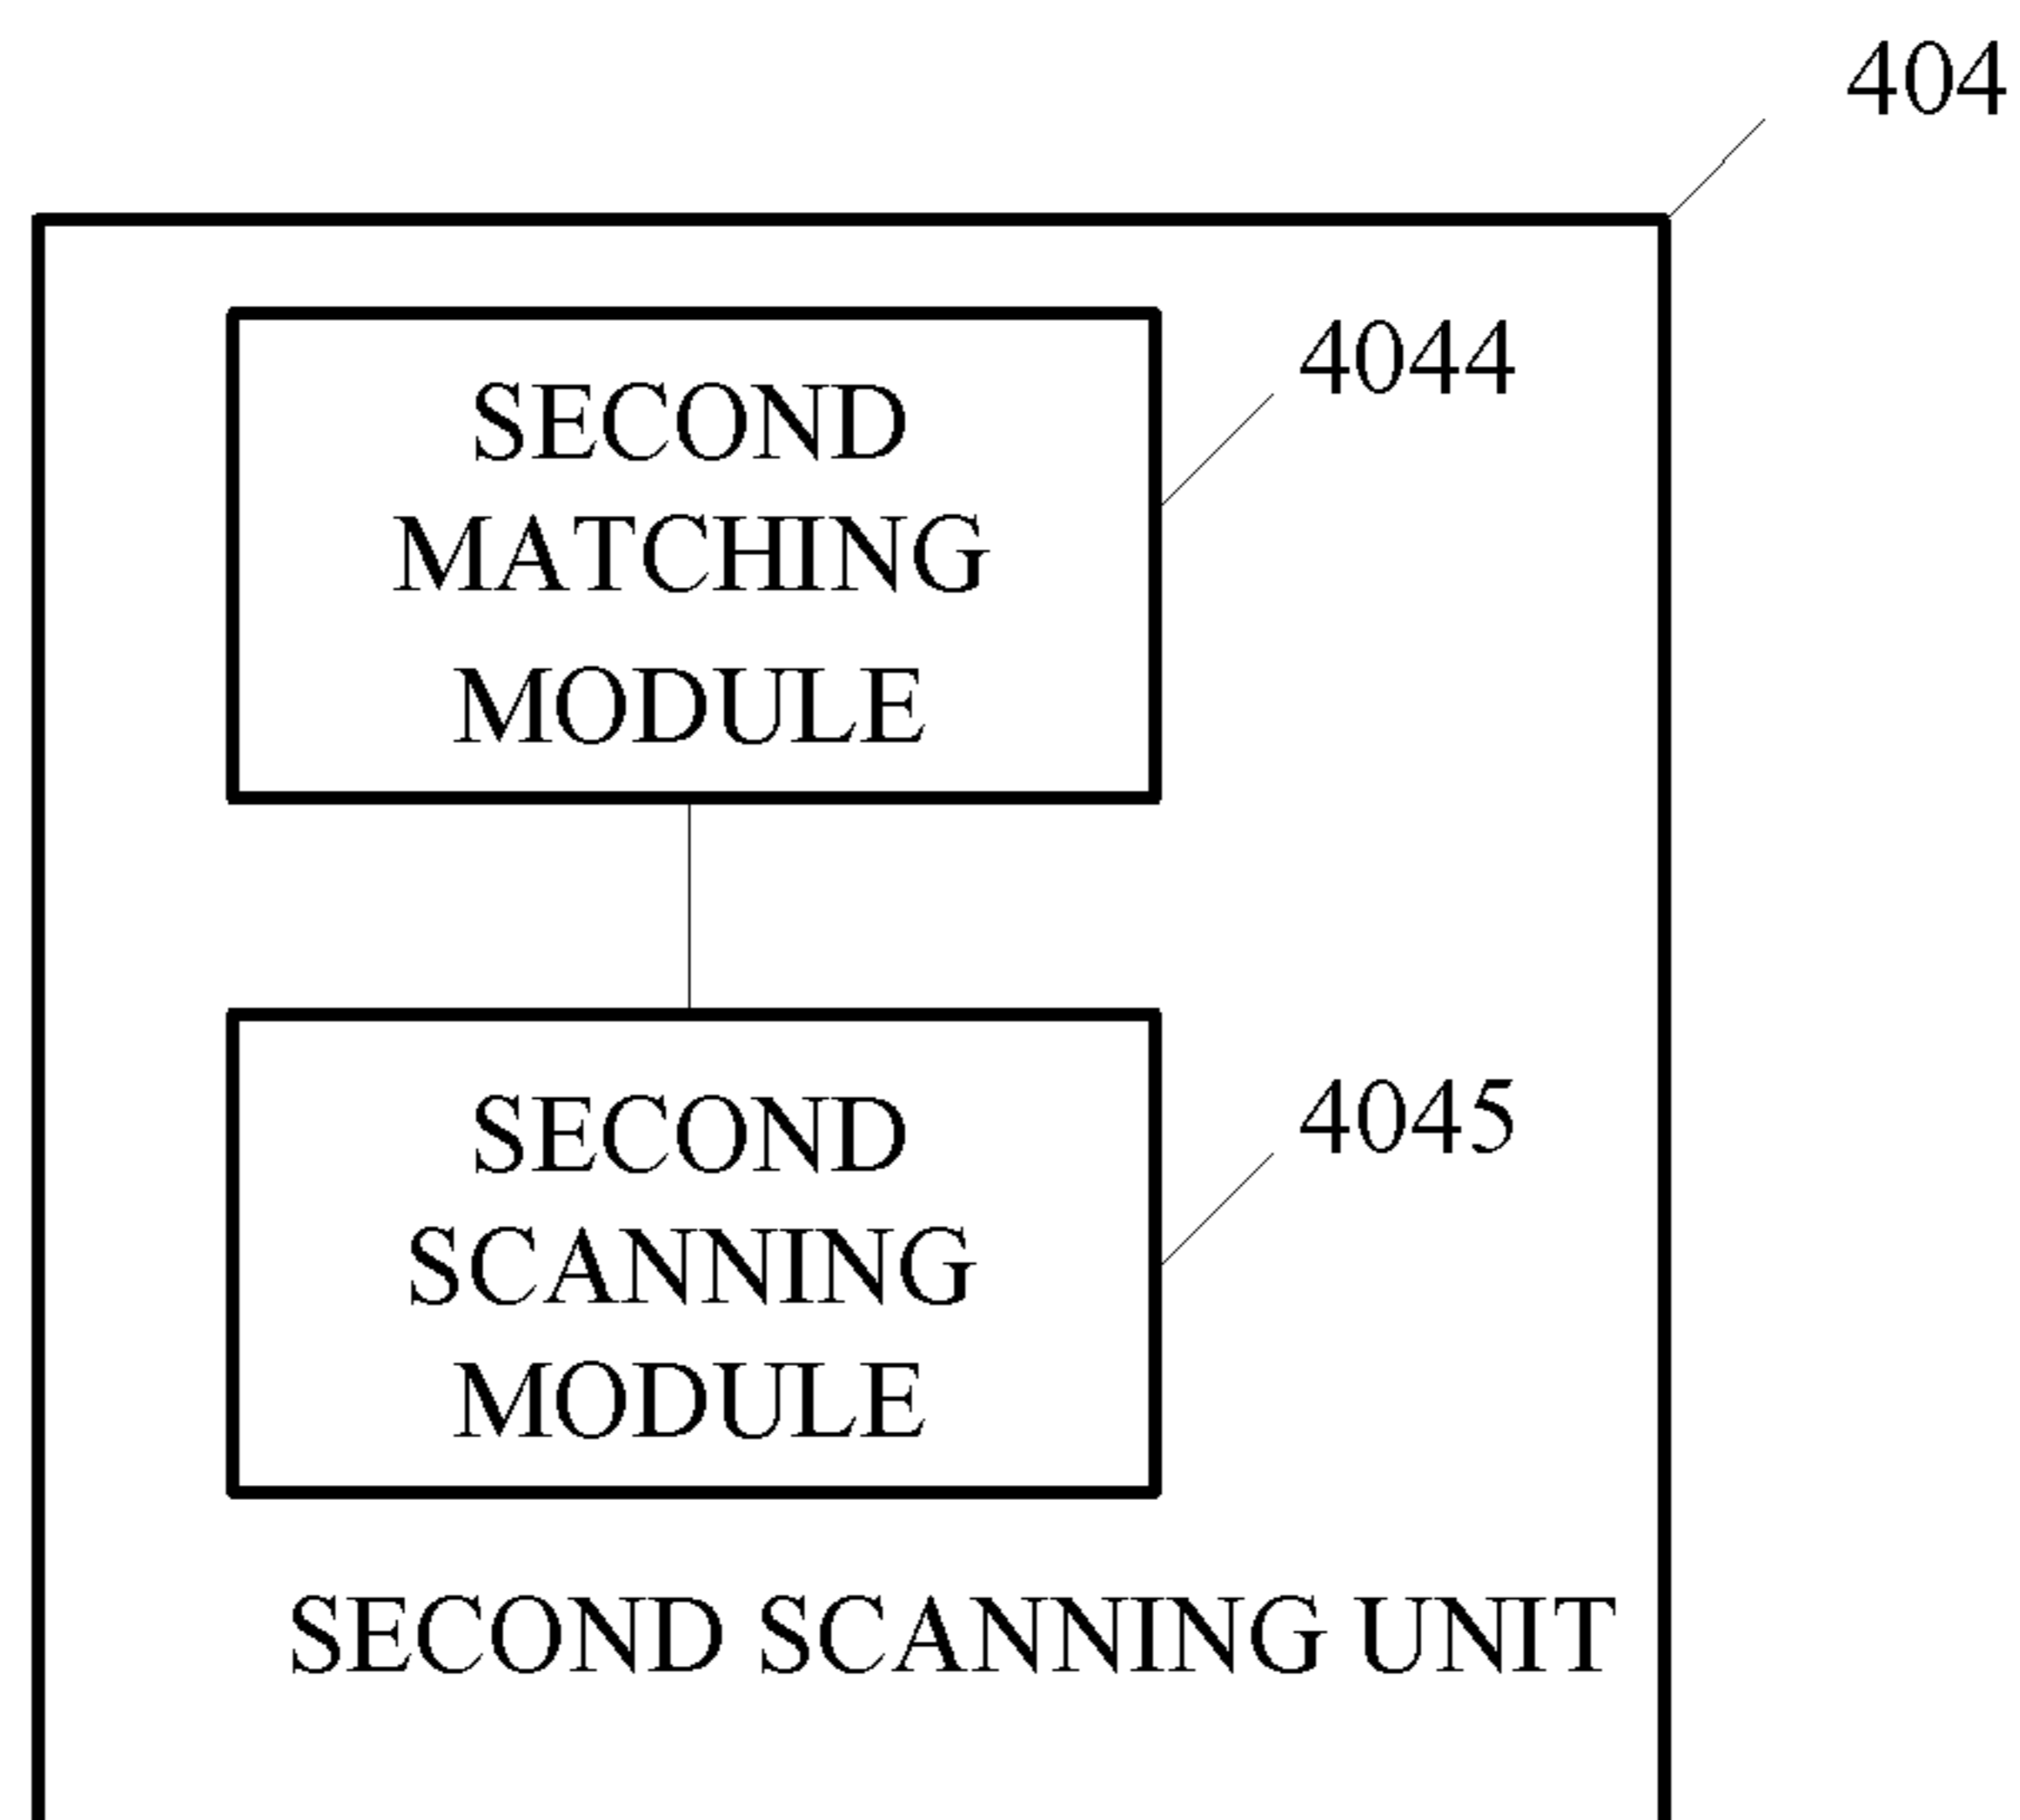 404
4044
SECOND
MATCHING
MODULE
4045
SECOND
SCANNING
MODULE
SECOND SCANNING UNIT